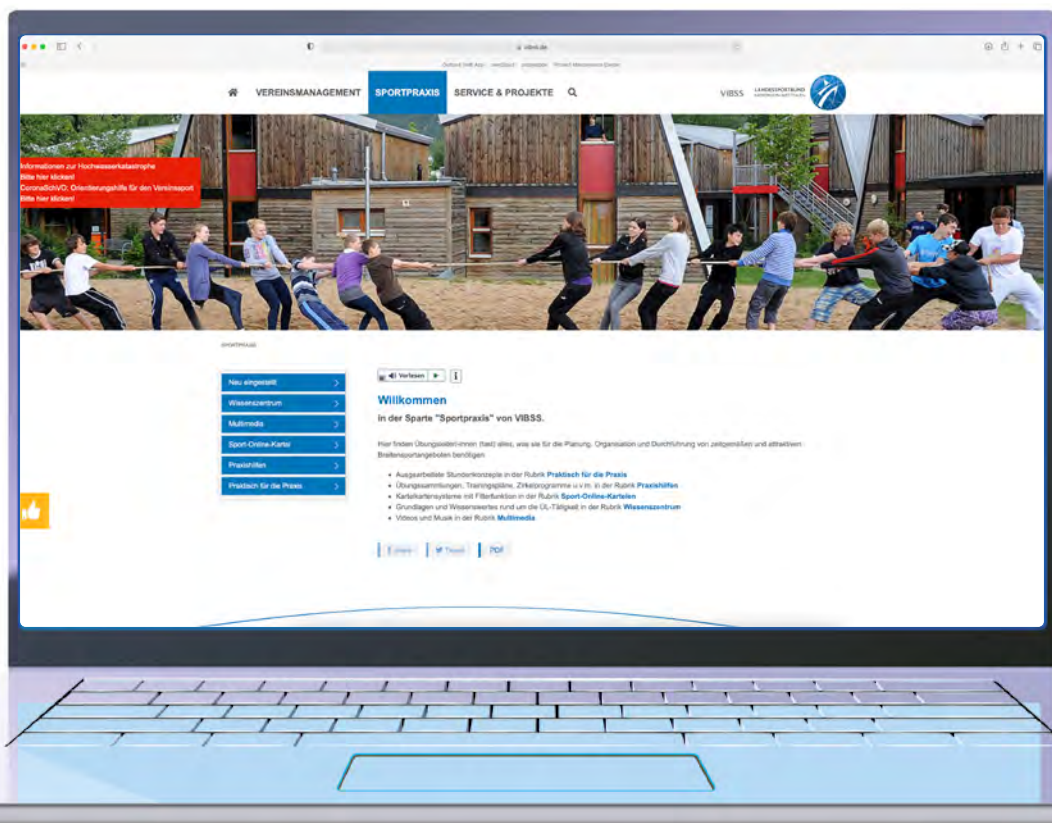 vibss.de
VEREINSMANAGEMENT SPORTPRAXIS SERVICE & PROJEKTE VIBSS LANDESSPORTBUND
NORDRHEIN-WESTFALEN
Informationen zur Hochwasserkatastrophe
Bitte hier klicken!
CoronaSchVO; Orientierungshilfe für den Vereinssport
Bitte hier klicken!
SPORTPRAXIS
Neu eingestellt
Wissenszentrum
Multimedia
Sport-Online-Kartei
Praxishilfen
Praktisch für die Praxis
Vorlesen
Willkommen
in der Sparte "Sportpraxis" von VIBSS.
Hier finden Übungsleiter/-innen (fast) alles, was sie für die Planung, Organisation und Durchführung von zeitgemäßen und attraktiven
Breitensportangeboten benötigen:
Ausgearbeitete Stundenkonzepte in der Rubrik Praktisch für die Praxis
Übungssammlungen, Trainingspläne, Zirkelprogramme u.v.m. in der Rubrik Praxishilfen
Karteikartensysteme mit Filterfunktion in der Rubrik Sport-Online-Karteien
Grundlagen und Wissenswertes rund um die ÜL-Tätigkeit in der Rubrik Wissenszentrum
Videos und Musik in der Rubrik Multimedia
Share Tweet PDF